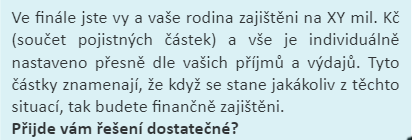 Ve finále jste vy a vaše rodina zajištěni na XY mil. Kč
(součet pojistných částek) a vše je individuálně
nastaveno přesně dle vašich příjmů a výdajů. Tyto
částky znamenají, že když se stane jakákoliv z těchto
situací, tak budete finančně zajištěni.
Přijde vám řešení dostatečné?